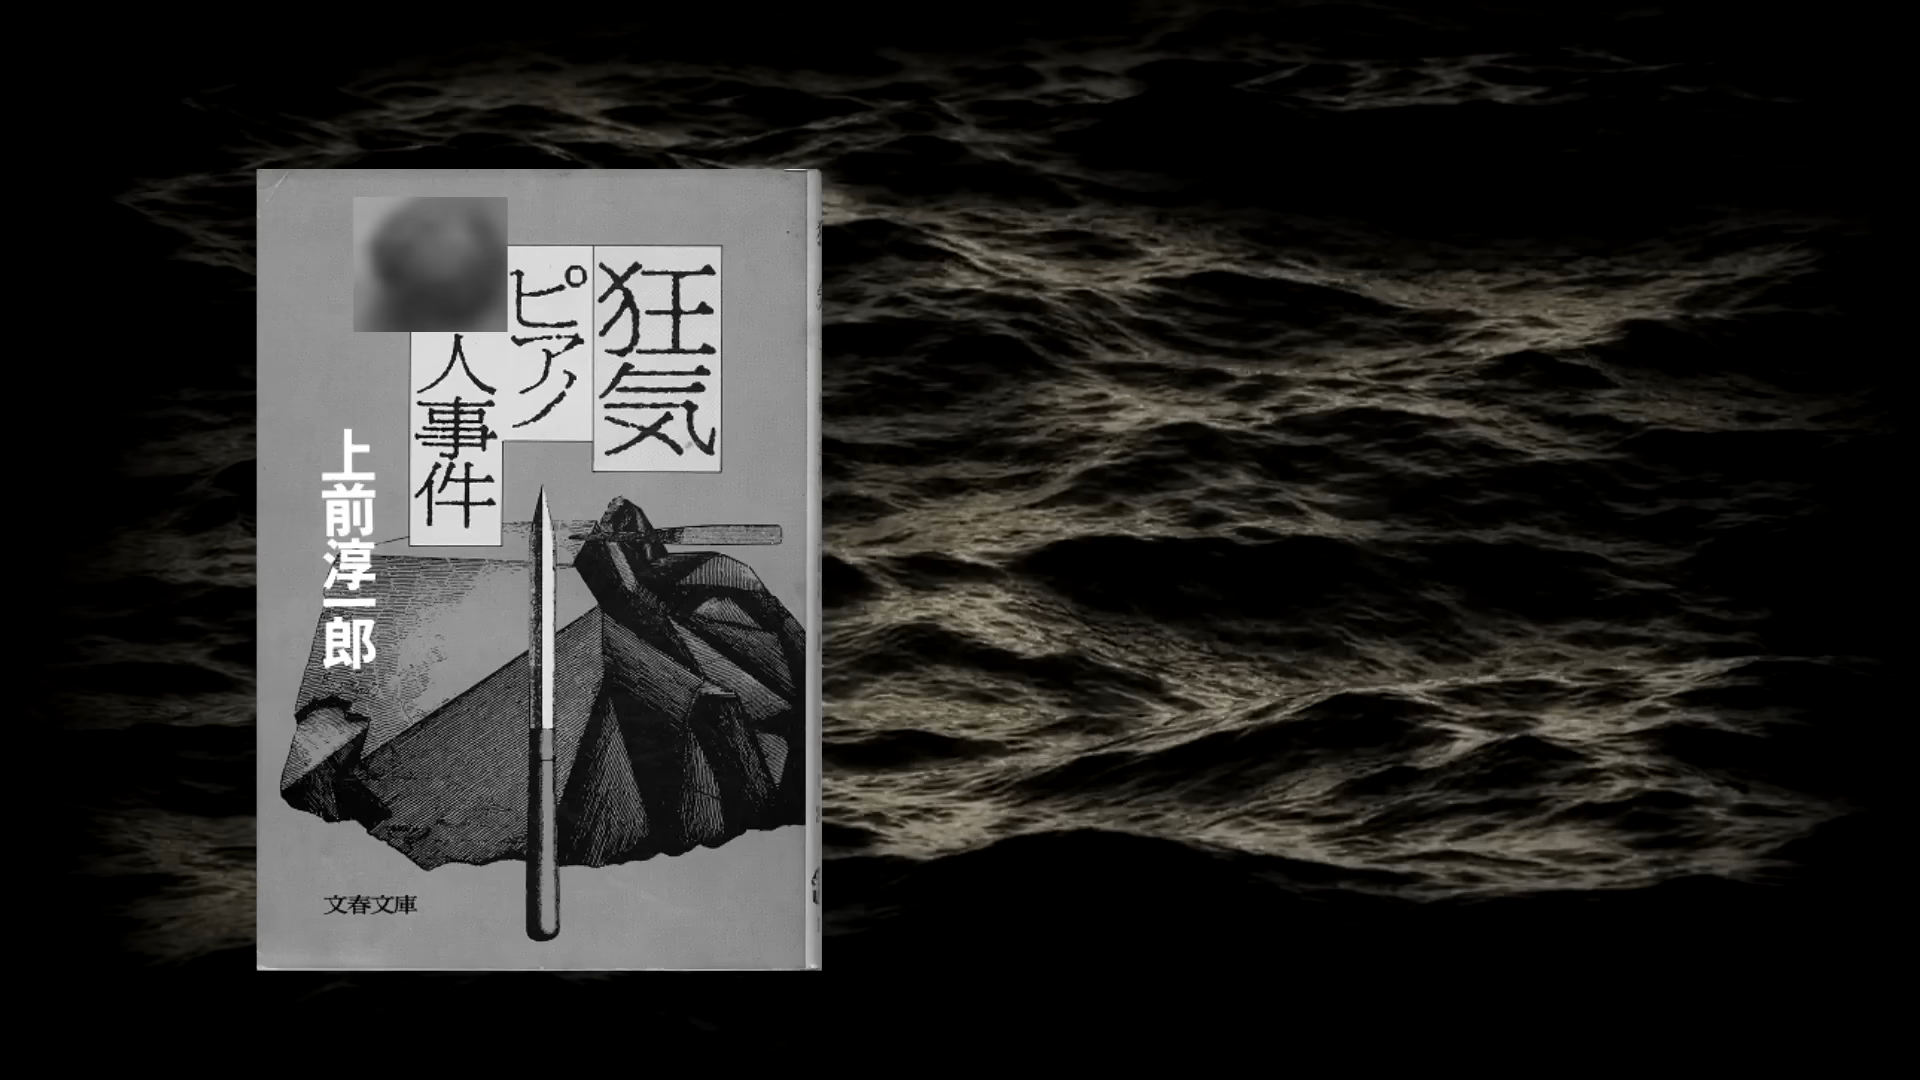 狂気
ピアノ
人事件
上前淳一郎
文春文庫